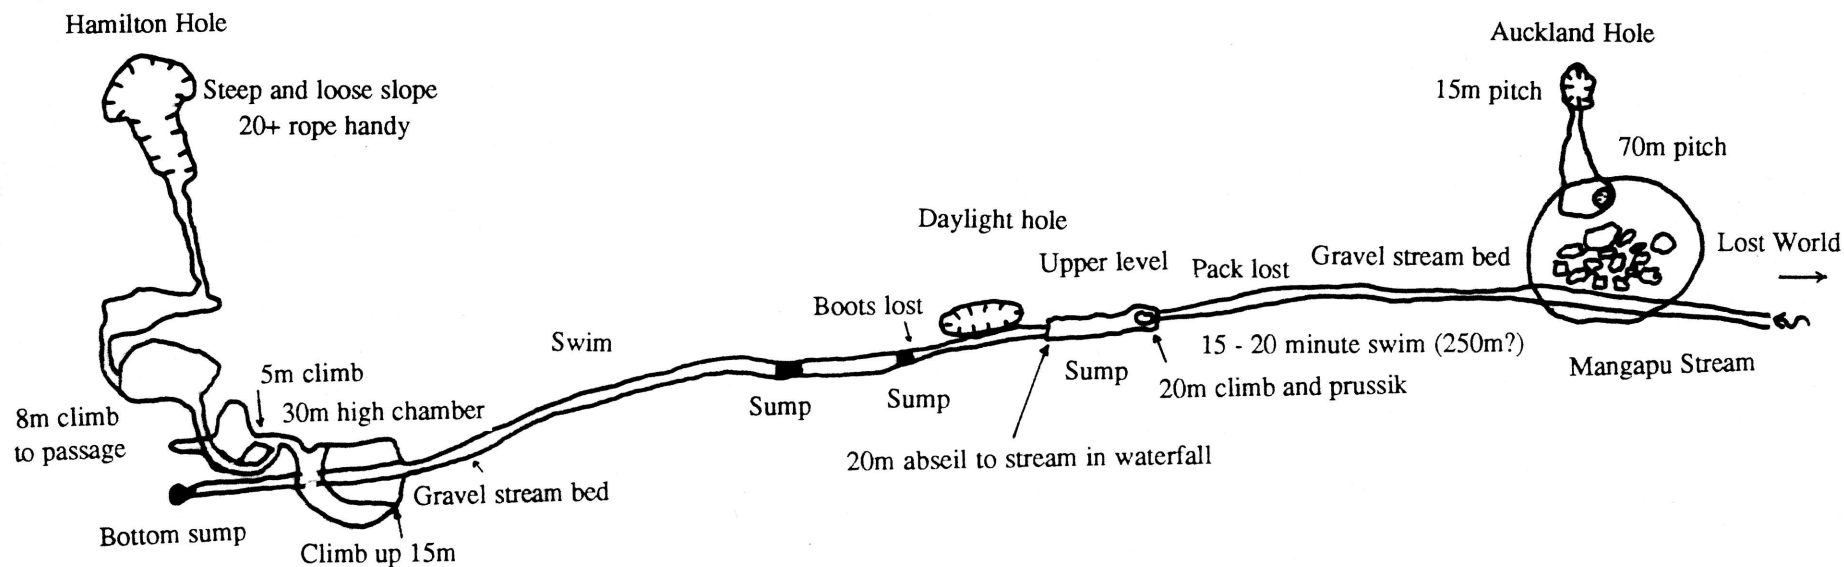 Hamilton Hole
Steep and loose slope
20+ rope handy
Auckland Hole
15m pitch
70m pitch
Lost World
Daylight hole
Upper level
Pack lost
Gravel stream bed
Boots lost
Swim
15 - 20 minute swim (250m?)
Mangapu Stream
Sump
20m climb and prussik
Sump
Sump
5m climb
30m high chamber
8m climb
to passage
20m abseil to stream in waterfall
Gravel stream bed
Bottom sump
Climb up 15m